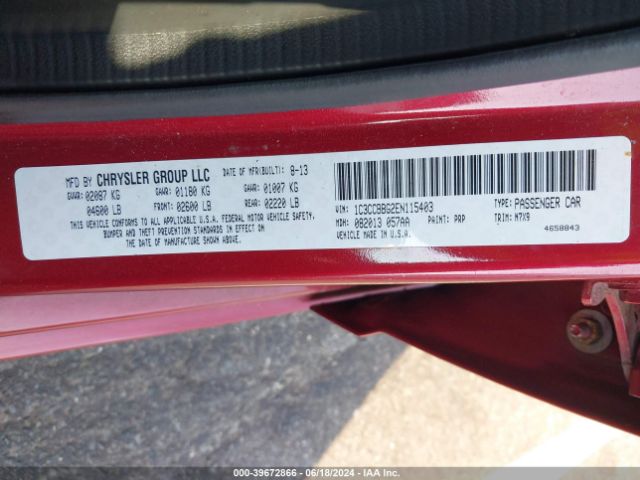 MFD BY CHRYSLER GROUP LLC DATE OF MFR(BUILT): 8-13
GVWR: 02087 KG GAWR: 01180 KG GAWR: 01007 KG
04600 LB FRONT: 02600 LB REAR: 02220 LB
THIS VEHICLE CONFORMS TO ALL APPLICABLE U.S.A. FEDERAL MOTOR VEHICLE SAFETY,
BUMPER AND THEFT PREVENTION STANDARDS IN EFFECT ON
THE DATE OF MANUFACTURE SHOWN ABOVE.
VIN: 1C3CCBBG2EN115403 TYPE: PASSENGER CAR
MDH: 082013 057AA PAINT: PRP TRIM: M7X9
VEHICLE MADE IN U.S.A. 4658843
COPART: no
000-39672866 - 06/18/2024 - IAA Inc.